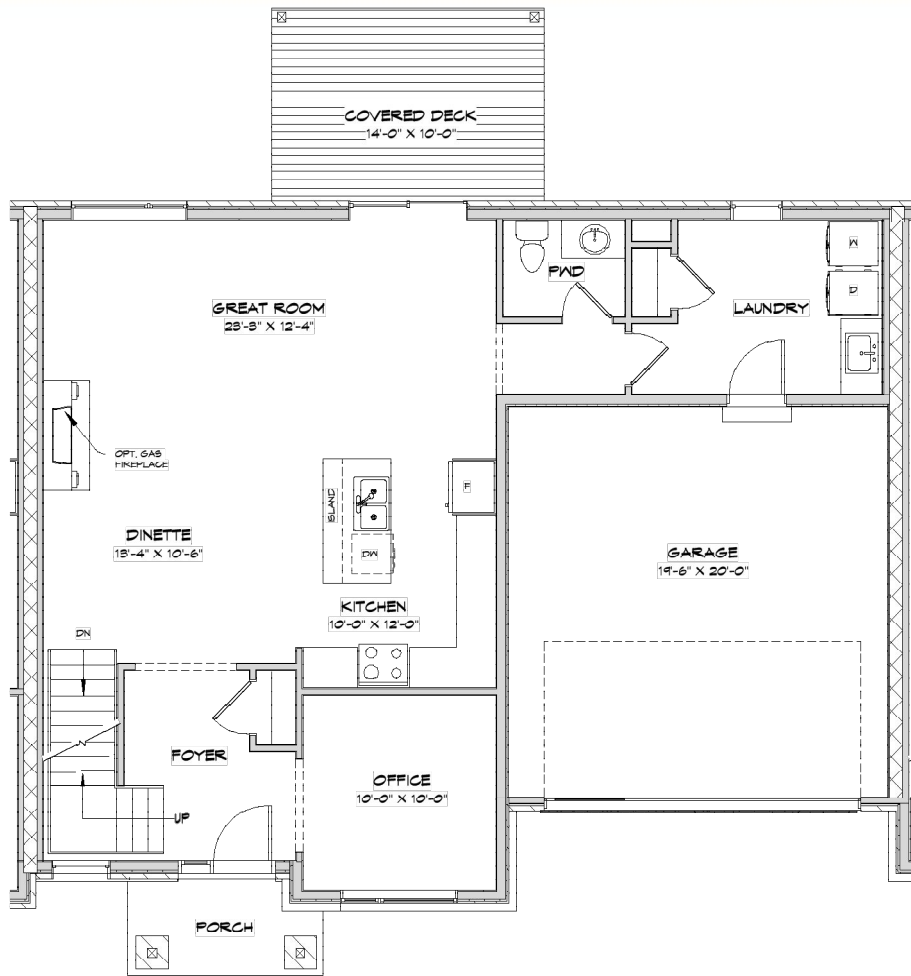 COVERED DECK
14'-0" X 10'-0"
PWD
W
D
LAUNDRY
GREAT ROOM
23'-3" X 12'-4"
OPT. GAS
FIREPLACE
ISLAND
F
DW
DINETTE
13'-4" X 10'-6"
GARAGE
19'-6" X 20'-0"
KITCHEN
10'-0" X 12'-0"
DN
FOYER
OFFICE
10'-0" X 10'-0"
UP
PORCH